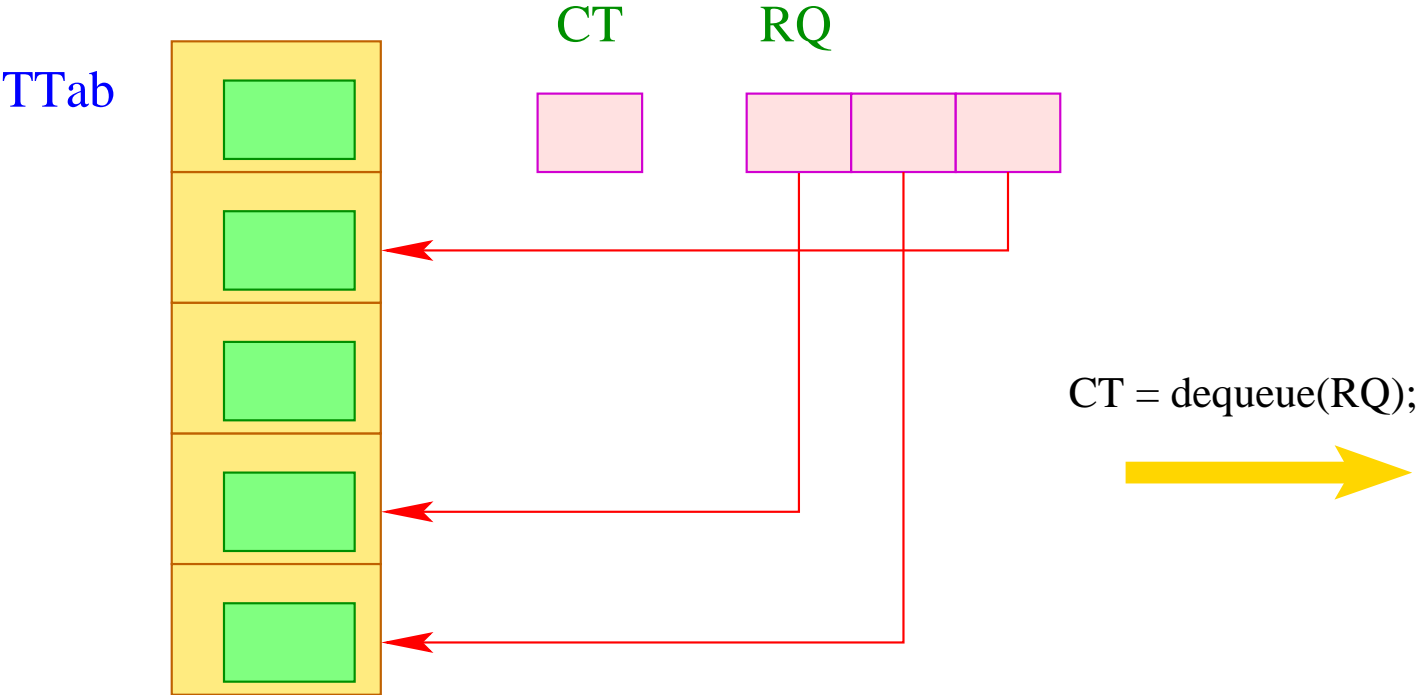 CT RQ
TTab
CT = dequeue(RQ);